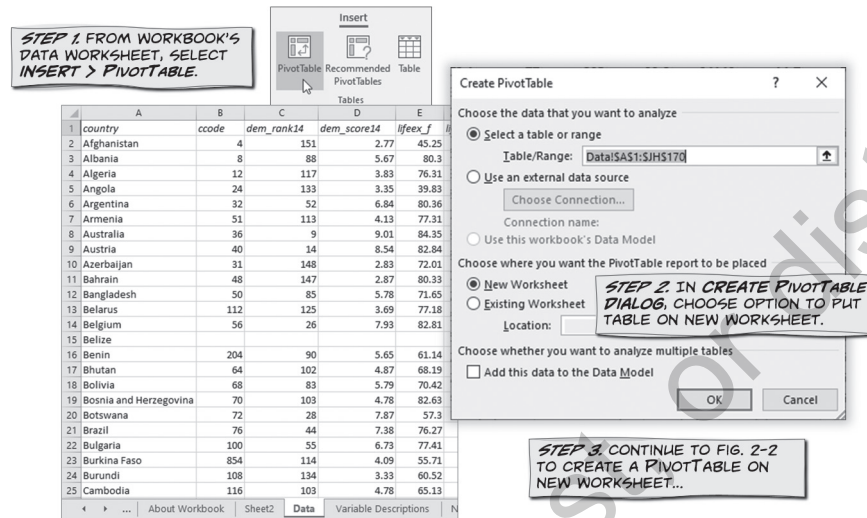 Insert
STEP 1. FROM WORKBOOK'S
DATA WORKSHEET, SELECT
INSERT > PIVOTTABLE.
PivotTable Recommended Table
PivotTables
Tables
A B C D E
1 country ccode dem_rank14 dem_score14 lifeex_f
2 Afghanistan 4 151 2.77 45.25
3 Albania 8 88 5.67 80.3
4 Algeria 12 117 3.83 76.31
5 Angola 24 133 3.35 39.83
6 Argentina 32 52 6.84 80.36
7 Armenia 51 113 4.13 77.31
8 Australia 36 9 9.01 84.35
9 Austria 40 14 8.54 82.84
10 Azerbaijan 31 148 2.83 72.01
11 Bahrain 48 147 2.87 80.33
12 Bangladesh 50 85 5.78 71.65
13 Belarus 112 125 3.69 77.18
14 Belgium 56 26 7.93 82.81
15 Belize
16 Benin 204 90 5.65 61.14
17 Bhutan 64 102 4.87 68.19
18 Bolivia 68 83 5.79 70.42
19 Bosnia and Herzegovina 70 103 4.78 82.63
20 Botswana 72 28 7.87 57.3
21 Brazil 76 44 7.38 76.27
22 Bulgaria 100 55 6.73 77.41
23 Burkina Faso 854 114 4.09 55.71
24 Burundi 108 134 3.33 60.52
25 Cambodia 116 103 4.78 65.13
... About Workbook Sheet2 Data Variable Descriptions N
Create PivotTable ? X
Choose the data that you want to analyze
Select a table or range
Table/Range: Data!$A$1:$JH$170
Use an external data source
Choose Connection...
Connection name:
Use this workbook's Data Model
Choose where you want the PivotTable report to be placed
New Worksheet
Existing Worksheet
Location:
STEP 2. IN CREATE PIVOTTABLE
DIALOG, CHOOSE OPTION TO PUT
TABLE ON NEW WORKSHEET.
Choose whether you want to analyze multiple tables
Add this data to the Data Model
OK Cancel
STEP 3. CONTINUE TO FIG. 2-2
TO CREATE A PIVOTTABLE ON
NEW WORKSHEET...
st, or dis